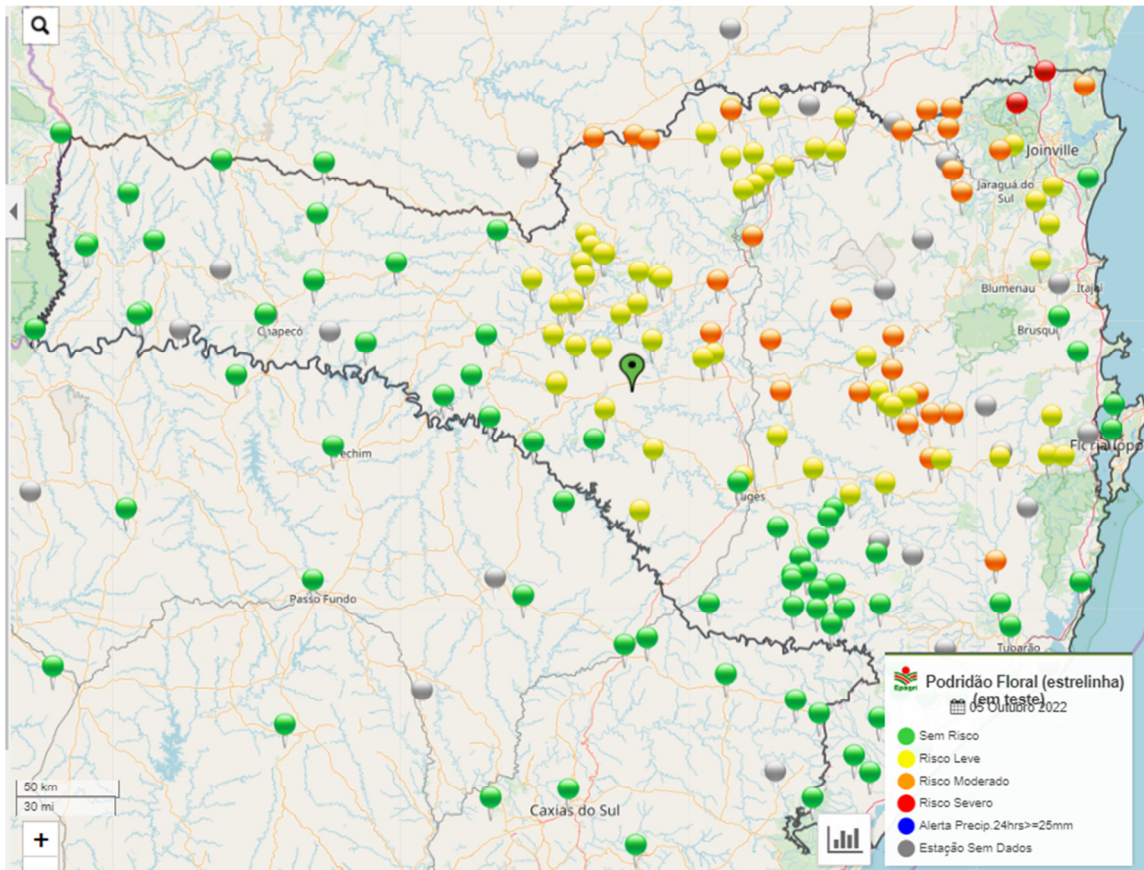 Joinville
Jaraguá do
Sul
Blumenau
Itajaí
Chapecó
Brusque
Erechim
Lages
Passo Fundo
Tubarão
Epagri
Podridão Floral (estrelinha)
(em teste)
05 Outubro 2022
Sem Risco
Risco Leve
Risco Moderado
Risco Severo
Alerta Precip.24hrs>=25mm
Estação Sem Dados
50 km
30 mi
Caxias do Sul
+